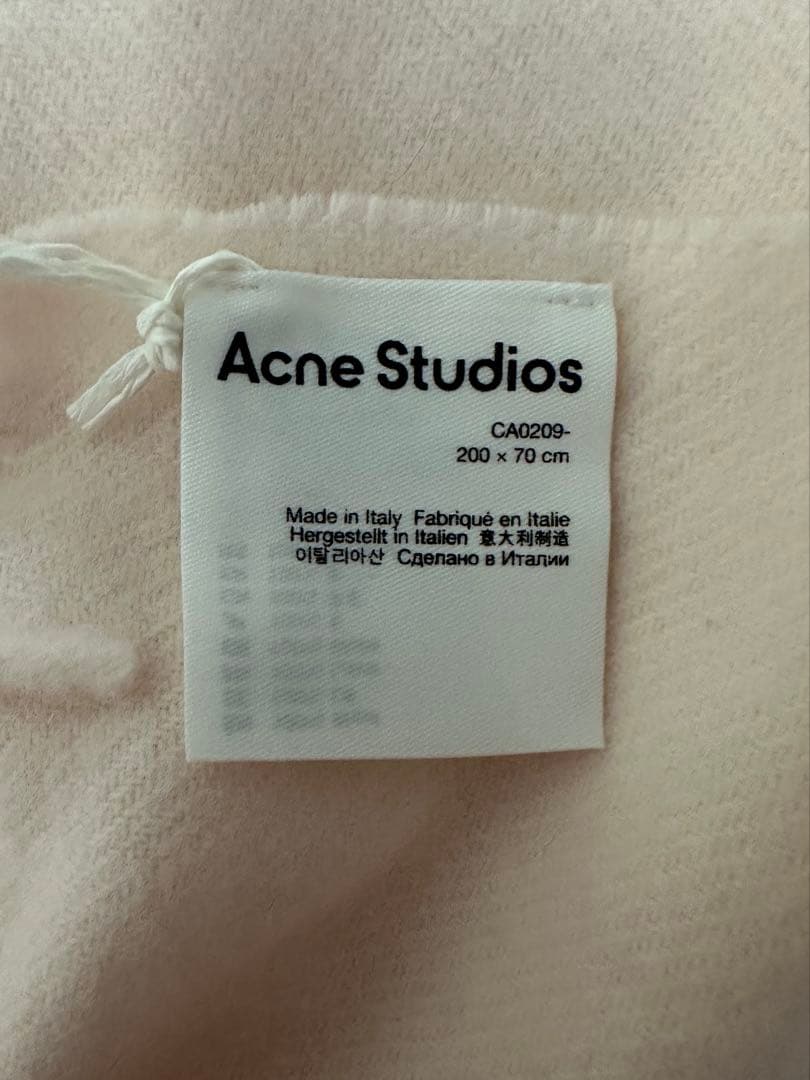 Acne Studios
CA0209-
200 × 70 cm
Made in Italy Fabriqué en Italie
Hergestellt in Italien 意大利制造
이탈리아산 Сделано в Италии